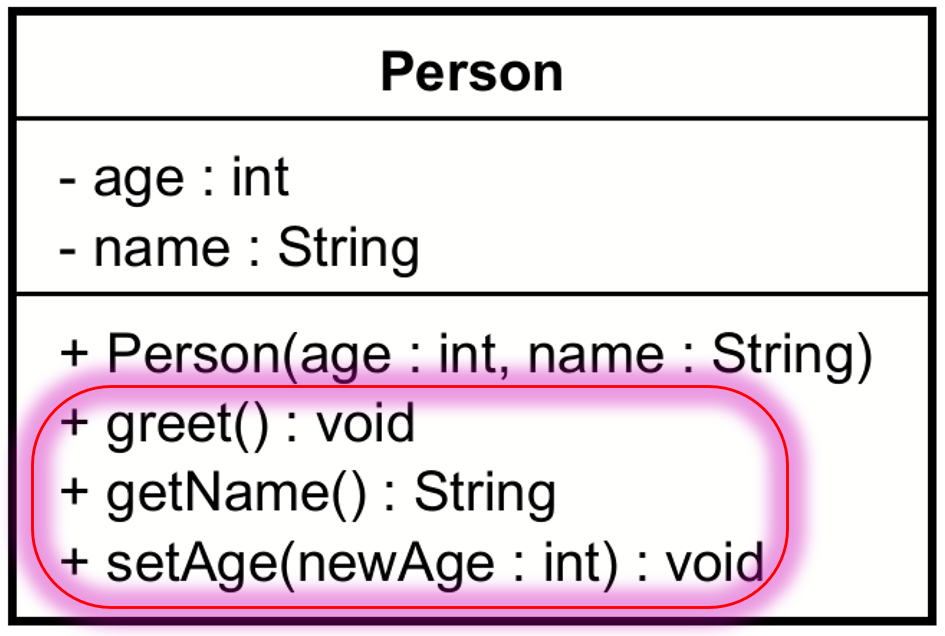 Person
- age : int
- name : String
+ Person(age : int, name : String)
+ greet() : void
+ getName() : String
+ setAge(newAge : int) : void